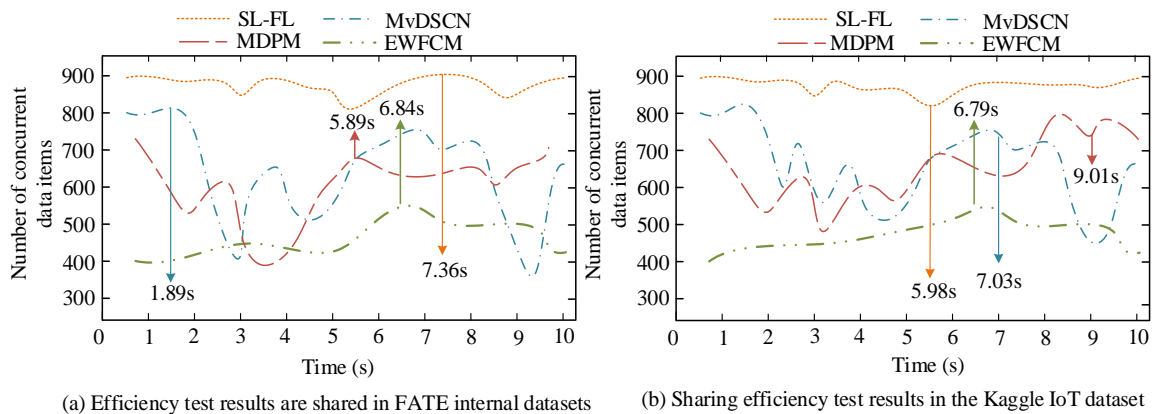 SL-FL MvDSCN
MDPM EWFCM
Number of concurrent
data items
900
800
700
600
500
400
300
0 1 2 3 4 5 6 7 8 9 10
Time (s)
1.89s
5.89s
6.84s
7.36s
(a) Efficiency test results are shared in FATE internal datasets
SL-FL MvDSCN
MDPM EWFCM
Number of concurrent
data items
900
800
700
600
500
400
300
0 1 2 3 4 5 6 7 8 9 10
Time (s)
6.79s
9.01s
5.98s
7.03s
(b) Sharing efficiency test results in the Kaggle IoT dataset